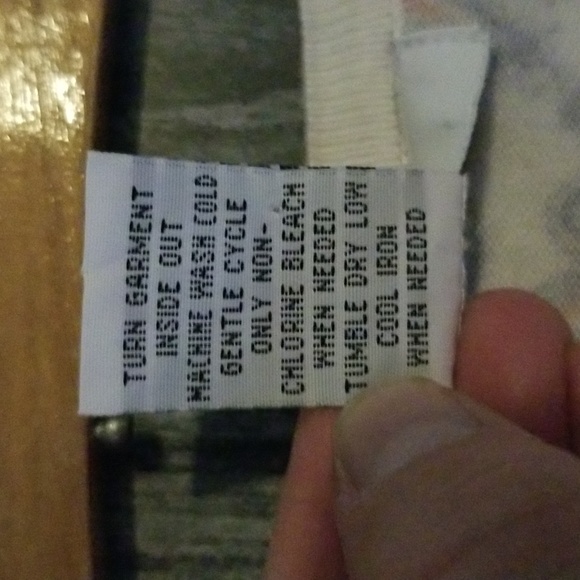 TURN GARMENT
INSIDE OUT
MACHINE WASH COLD
GENTLE CYCLE
ONLY NON-
CHLORINE BLEACH
WHEN NEEDED
TUMBLE DRY LOW
COOL IRON
WHEN NEEDED